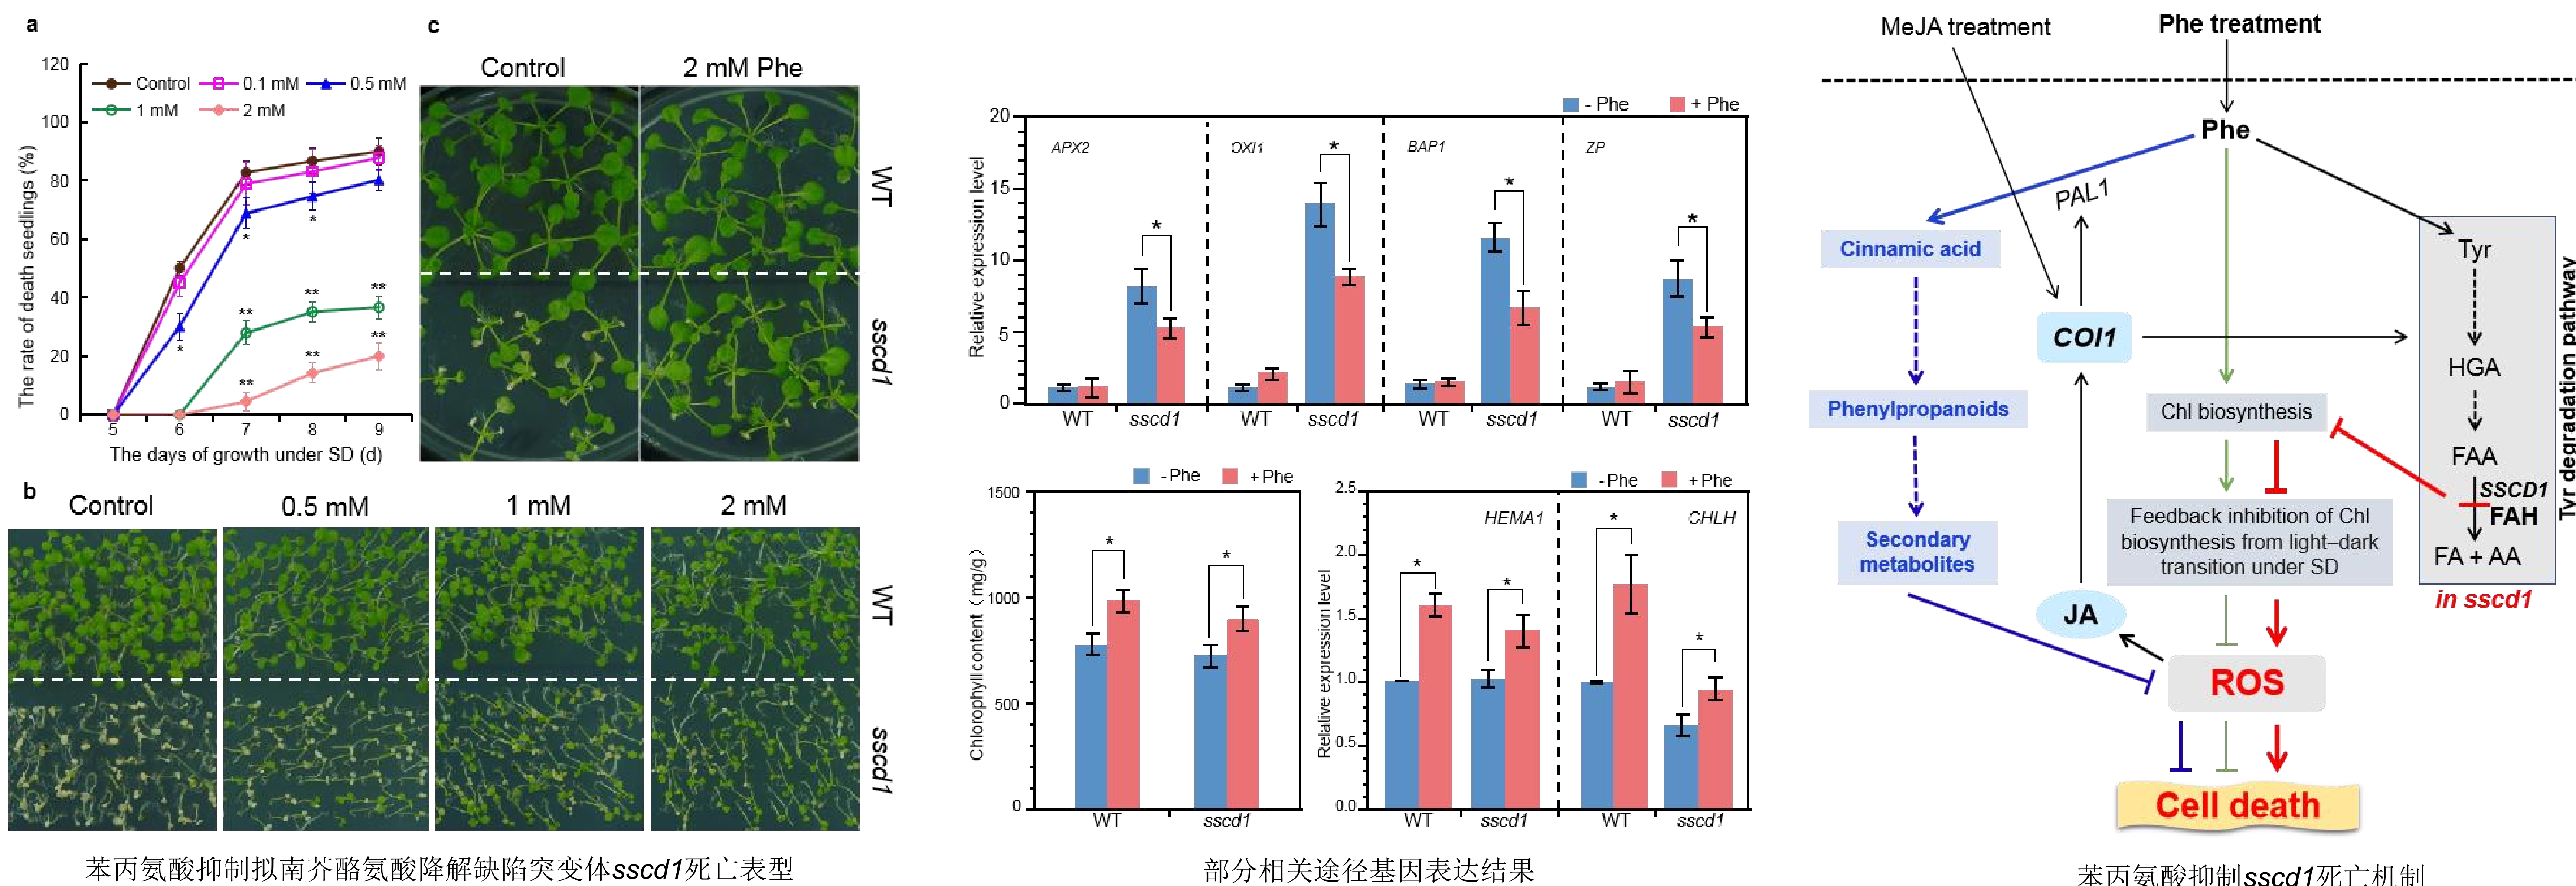 a
The rate of death seedlings (%)
120
100
80
60
40
20
0
Control
0.1 mM
0.5 mM
1 mM
2 mM
*
*
*
**
**
**
**
**
**
5
6
7
8
9
The days of growth under SD (d)
b
Control
0.5 mM
1 mM
2 mM
WT
sscd1
c
Control
2 mM Phe
WT
sscd1
苯丙氨酸抑制拟南芥酪氨酸降解缺陷突变体sscd1死亡表型
- Phe
+ Phe
Relative expression level
20
15
10
5
0
APX2
OXI1
BAP1
ZP
*
*
*
*
WT
sscd1
WT
sscd1
WT
sscd1
WT
sscd1
- Phe
+ Phe
Chlorophyll content (mg/g)
1500
1000
500
0
*
*
WT
sscd1
- Phe
+ Phe
Relative expression level
2.5
2.0
1.5
1.0
0.5
0.0
HEMA1
CHLH
*
*
*
*
WT
sscd1
WT
sscd1
部分相关途径基因表达结果
MeJA treatment
Phe treatment
Phe
PAL1
Cinnamic acid
Tyr
COI1
HGA
Phenylpropanoids
Chl biosynthesis
FAA
SSCD1
FAH
FA + AA
Tyr degradation pathway
in sscd1
Secondary
metabolites
Feedback inhibition of Chl
biosynthesis from light–dark
transition under SD
JA
ROS
Cell death
苯丙氨酸抑制sscd1死亡机制